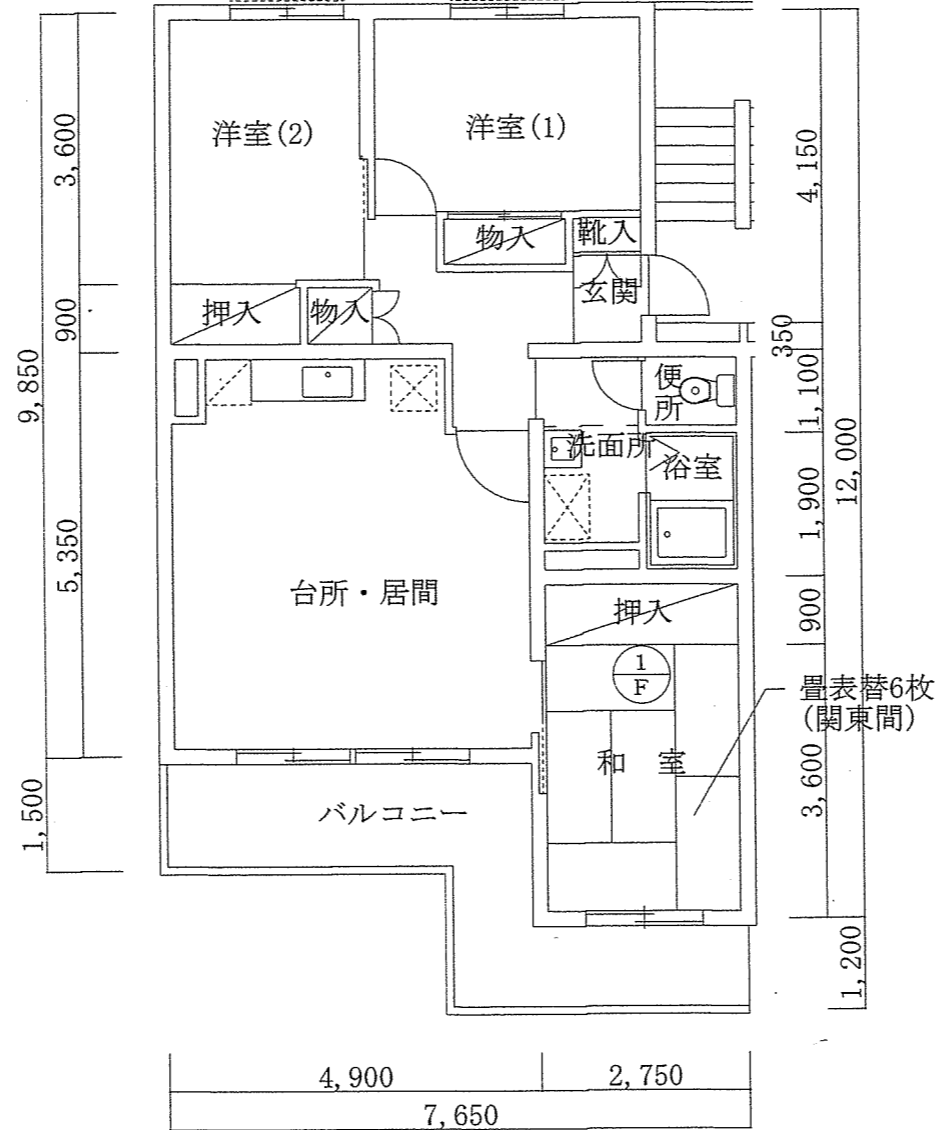 洋室(2)
洋室(1)
物入
靴入
玄関
押入
物入
便
所
洗面所
浴室
台所・居間
押入
1
F
畳表替6枚
(関東間)
和 室
バルコニー
3,600
900
9,850
5,350
1,500
4,150
350
1,100
12,000
1,900
900
3,600
1,200
4,900
2,750
7,650